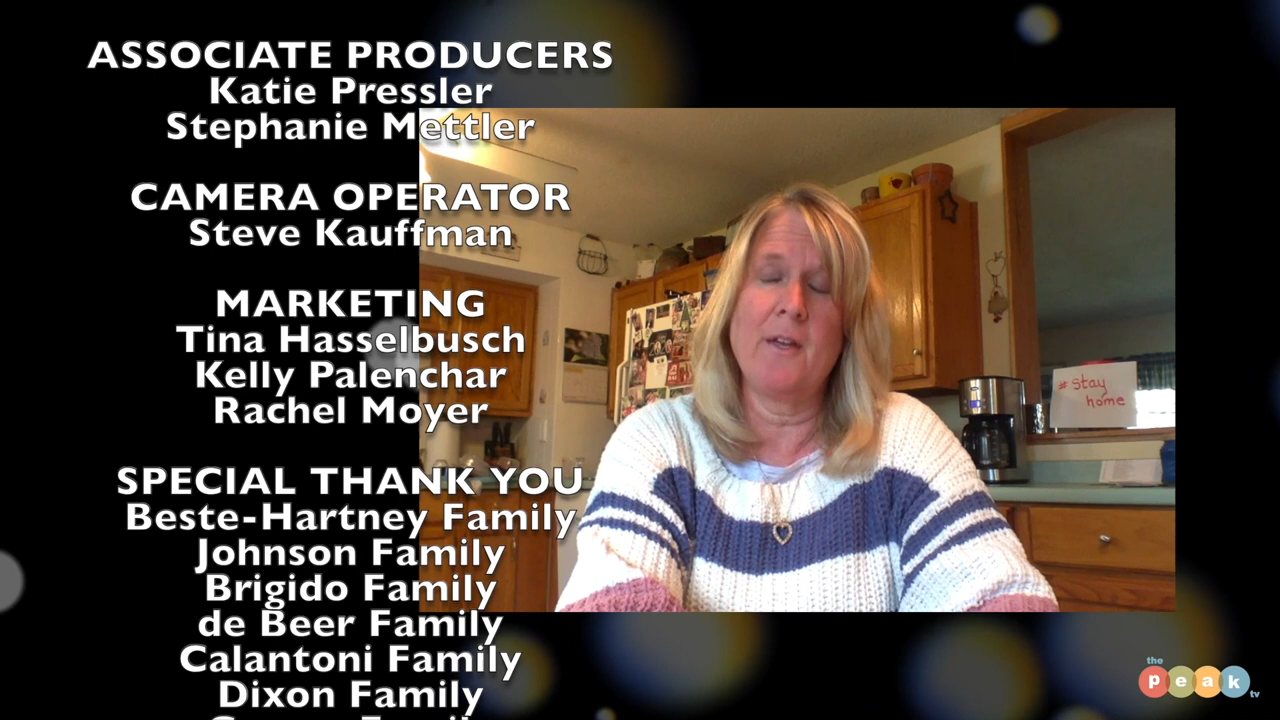 ASSOCIATE PRODUCERS
Katie Pressler
Stephanie Mettler
CAMERA OPERATOR
Steve Kauffman
MARKETING
Tina Hasselbusch
Kelly Palenchar
Rachel Moyer
SPECIAL THANK YOU
Beste-Hartney Family
Johnson Family
Brigido Family
de Beer Family
Calantoni Family
Dixon Family
#stay
home
the
peak
tv